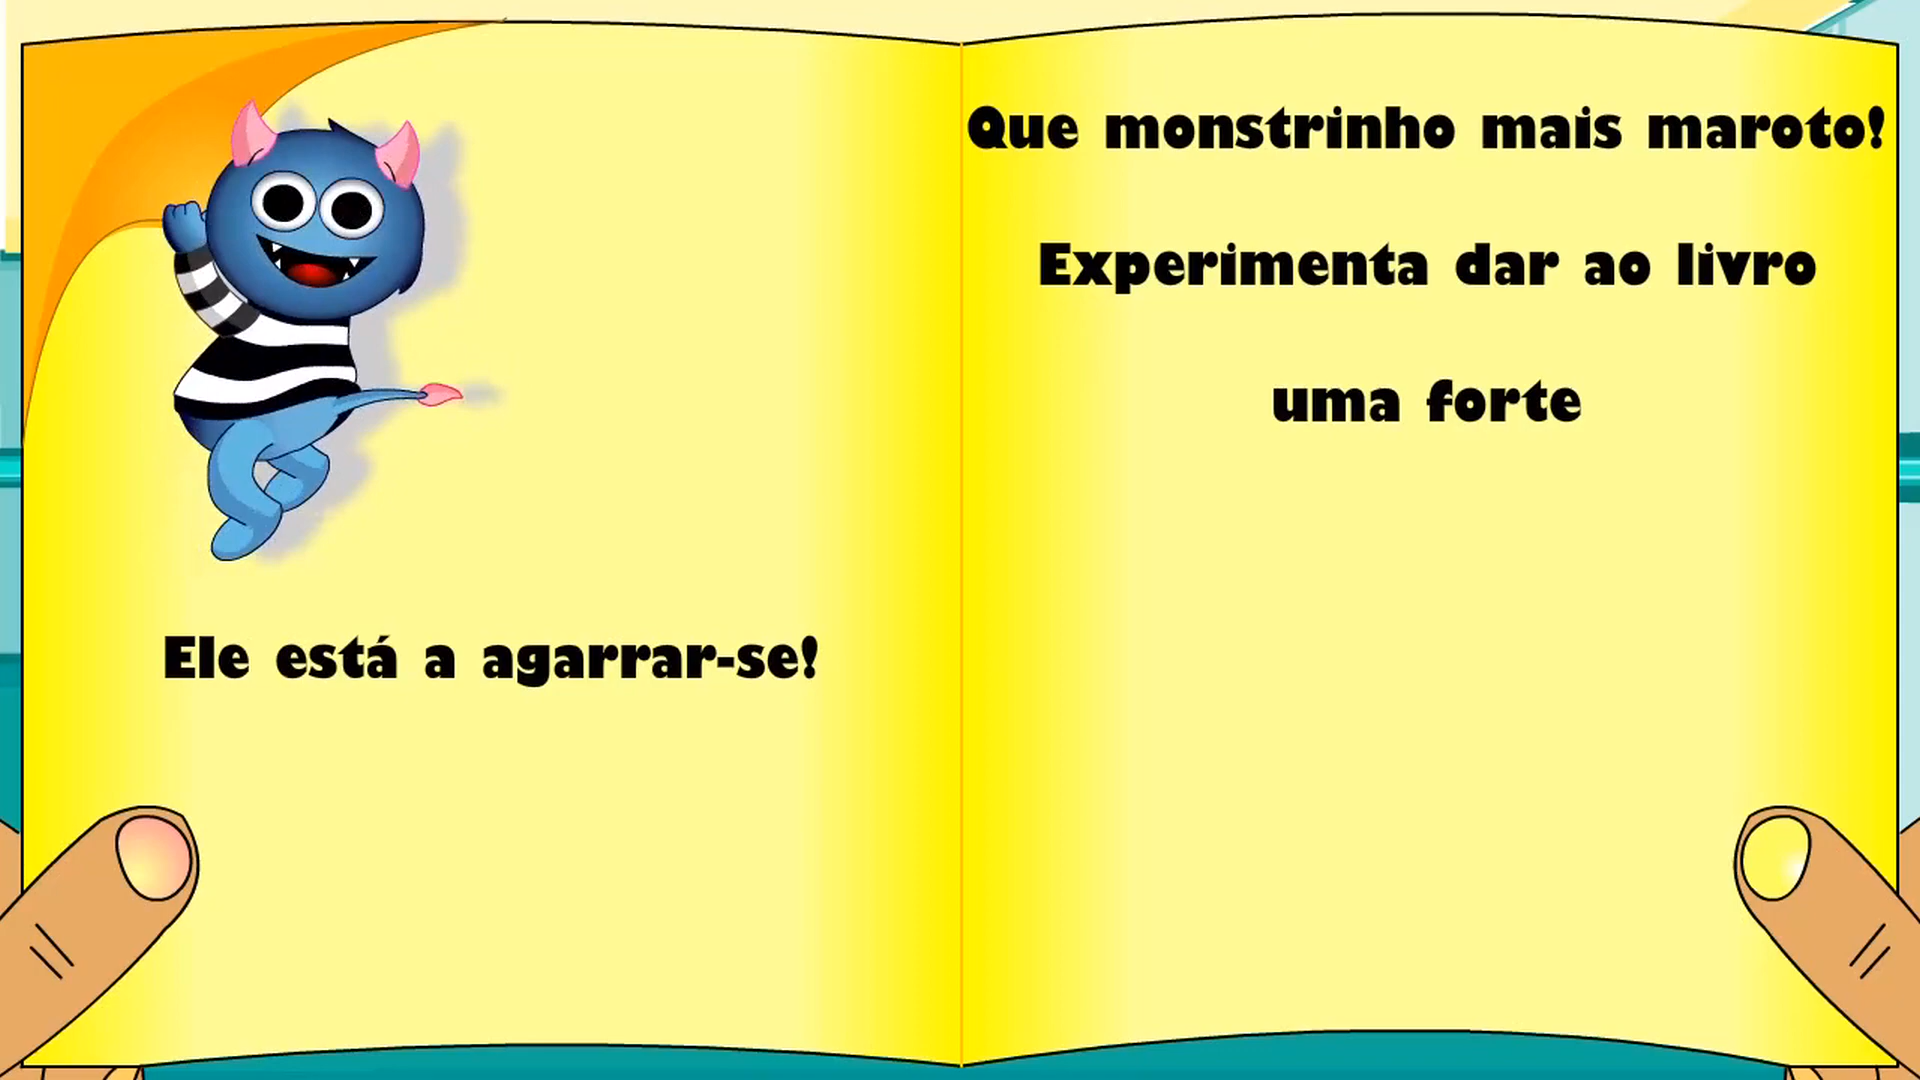 Ele está a agarrar-se!
Que monstrinho mais maroto!
Experimenta dar ao livro
uma forte